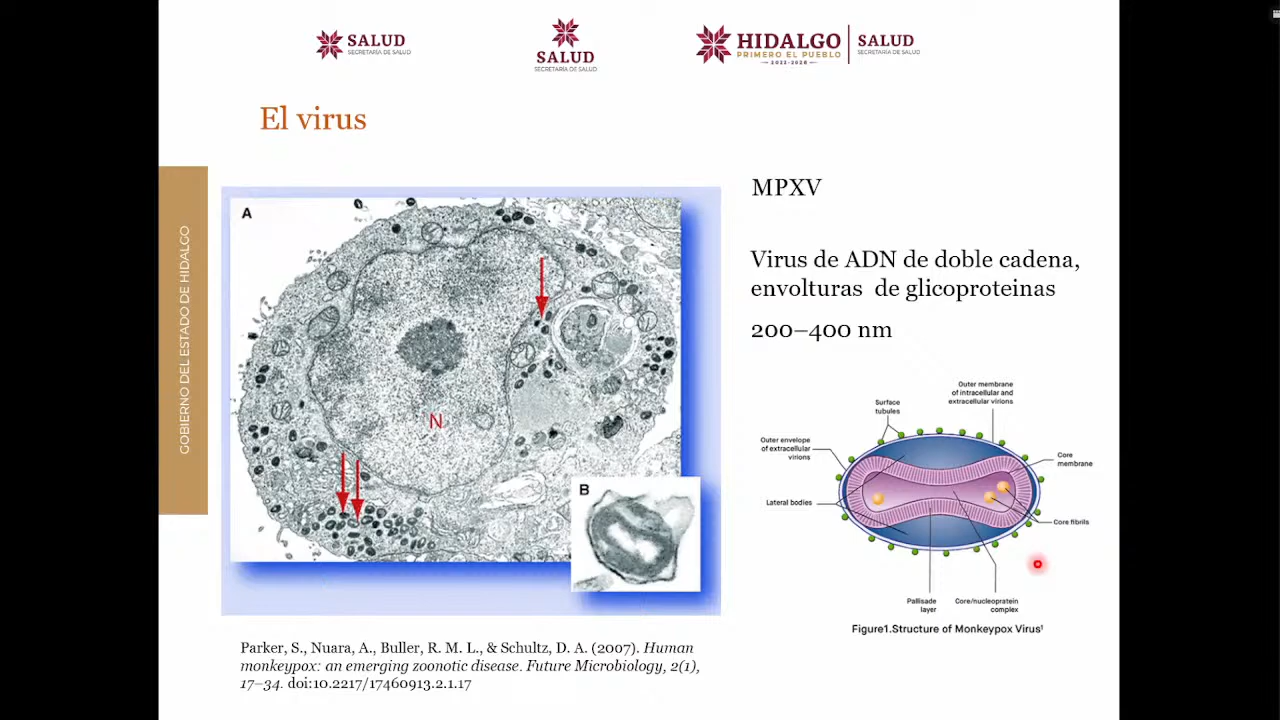 SALUD
SECRETARÍA DE SALUD
SALUD
SECRETARÍA DE SALUD
HIDALGO
PRIMERO EL PUEBLO
2022-2028
SALUD
SECRETARÍA DE SALUD
El virus
GOBIERNO DEL ESTADO DE HIDALGO
A
N
B
MPXV
Virus de ADN de doble cadena,
envolturas de glicoproteinas
200–400 nm
Outer membrane
of intracellular and
extracellular virions
Surface
tubules
Outer envelope
of extracellular
virions
Core
membrane
Lateral bodies
Core fibrils
Pallisade
layer
Core/nucleoprotein
complex
Figure1.Structure of Monkeypox Virus¹
Parker, S., Nuara, A., Buller, R. M. L., & Schultz, D. A. (2007). Human
monkeypox: an emerging zoonotic disease. Future Microbiology, 2(1),
17–34. doi:10.2217/17460913.2.1.17